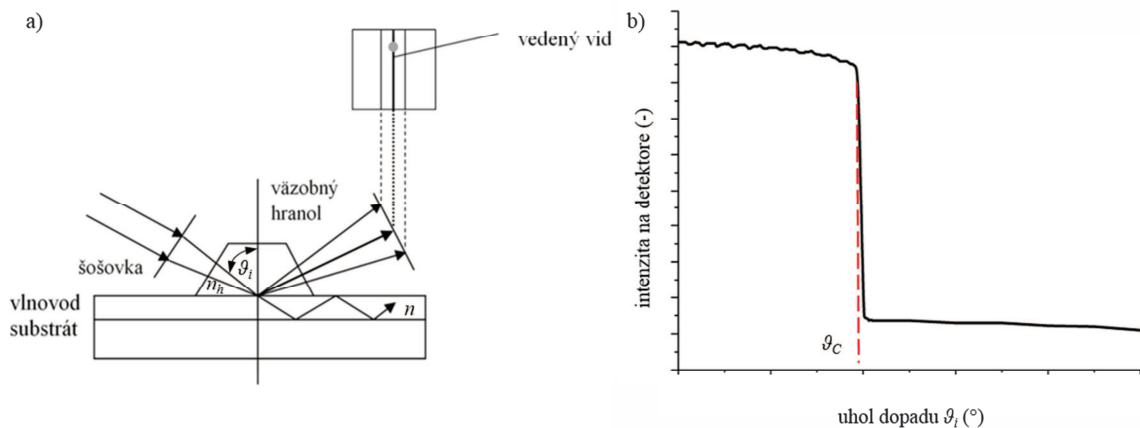 a)
vedený vid
väzobný
hranol
ϑi
šošovka
nh
vlnovod
n
substrát
b)
intenzita na detektore (-)
ϑC
uhol dopadu ϑi (°)